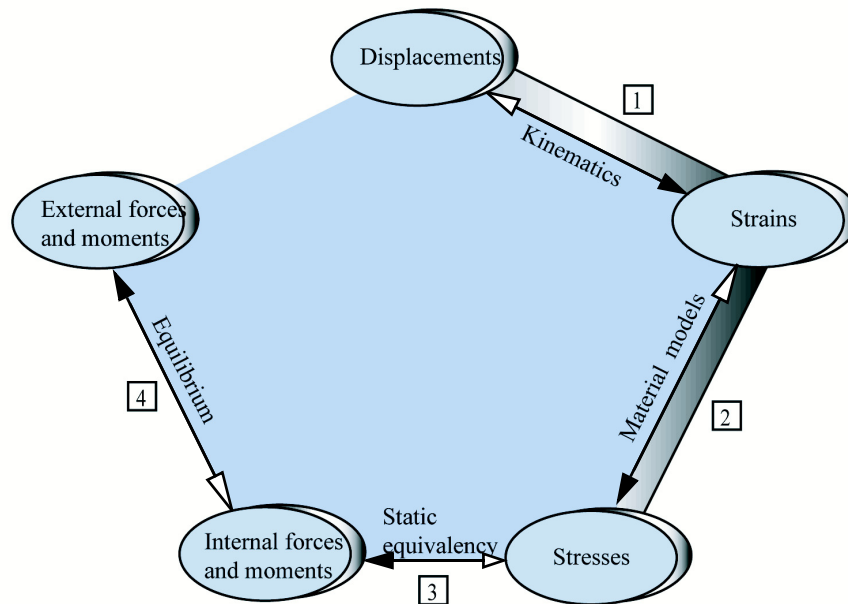 Displacements
1
Kinematics
External forces
and moments
Strains
Equilibrium
Material models
4
2
Static
equivalency
Internal forces
and moments
Stresses
3